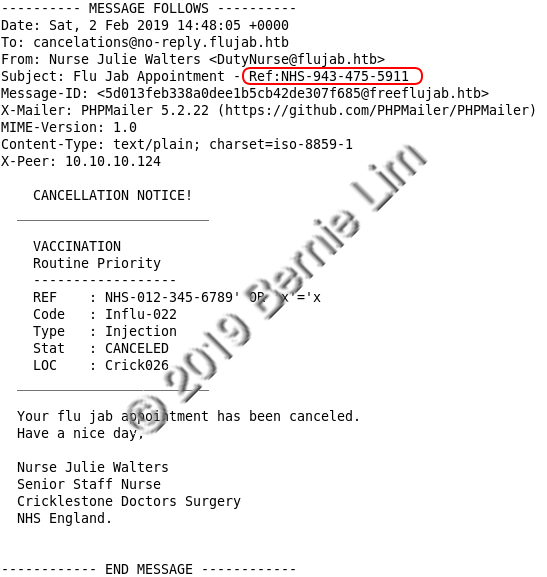 ---------- MESSAGE FOLLOWS ----------
Date: Sat, 2 Feb 2019 14:48:05 +0000
To: cancelations@no-reply.flujab.htb
From: Nurse Julie Walters <DutyNurse@flujab.htb>
Subject: Flu Jab Appointment - Ref:NHS-943-475-5911
Message-ID: <5d013feb338a0dee1b5cb42de307f685@freeflujab.htb>
X-Mailer: PHPMailer 5.2.22 (https://github.com/PHPMailer/PHPMailer)
MIME-Version: 1.0
Content-Type: text/plain; charset=iso-8859-1
X-Peer: 10.10.10.124
CANCELLATION NOTICE!
________________________
VACCINATION
Routine Priority
------------------
REF    : NHS-012-345-6789' OR 'x'='x
Code   : Influ-022
Type   : Injection
Stat   : CANCELED
LOC    : Crick026
________________________
Your flu jab appointment has been canceled.
Have a nice day,
Nurse Julie Walters
Senior Staff Nurse
Cricklestone Doctors Surgery
NHS England.
------------ END MESSAGE ------------
© 2019 Bernie Lim